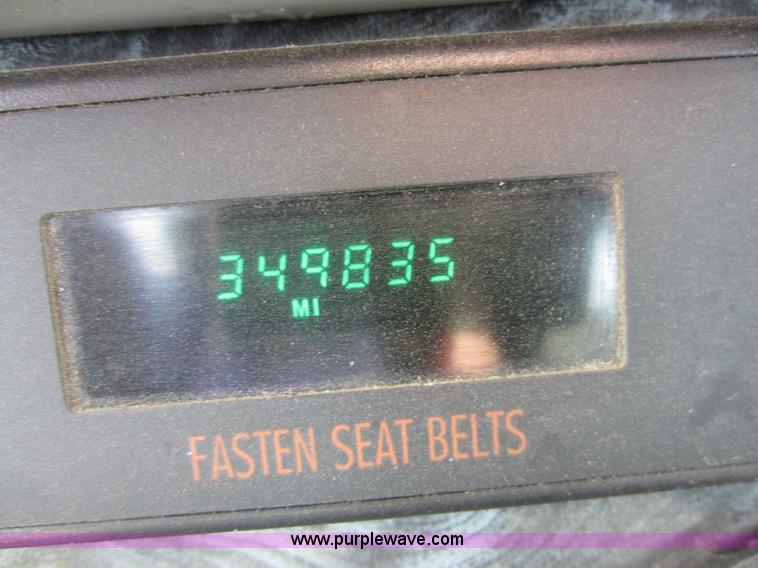 349835
MI
FASTEN SEAT BELTS
www.purplewave.com